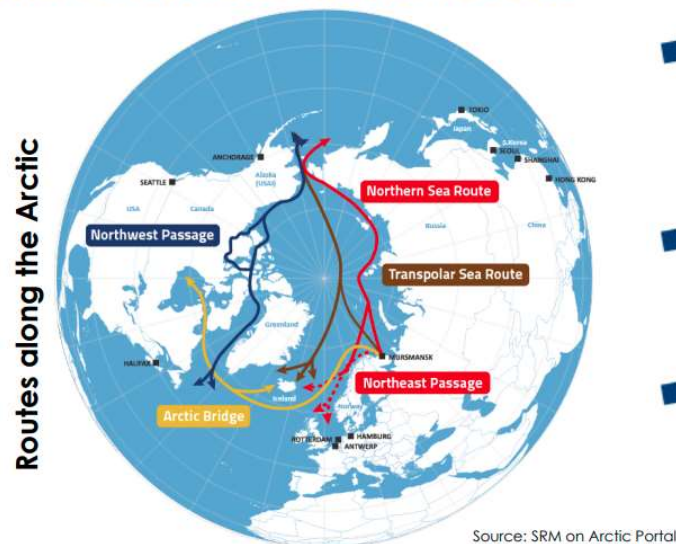 Routes along the Arctic
TOKIO
Japan
S.Korea
SEOUL
SHANGHAI
HONG KONG
ANCHORAGE
Alaska
(USA)
SEATTLE
USA
Canada
Northern Sea Route
Russia
China
Northwest Passage
Transpolar Sea Route
Greenland
MURSMANSK
HALIFAX
Northeast Passage
Iceland
Norway
Arctic Bridge
ROTTERDAM
HAMBURG
ANTWERP
Source: SRM on Arctic Portal